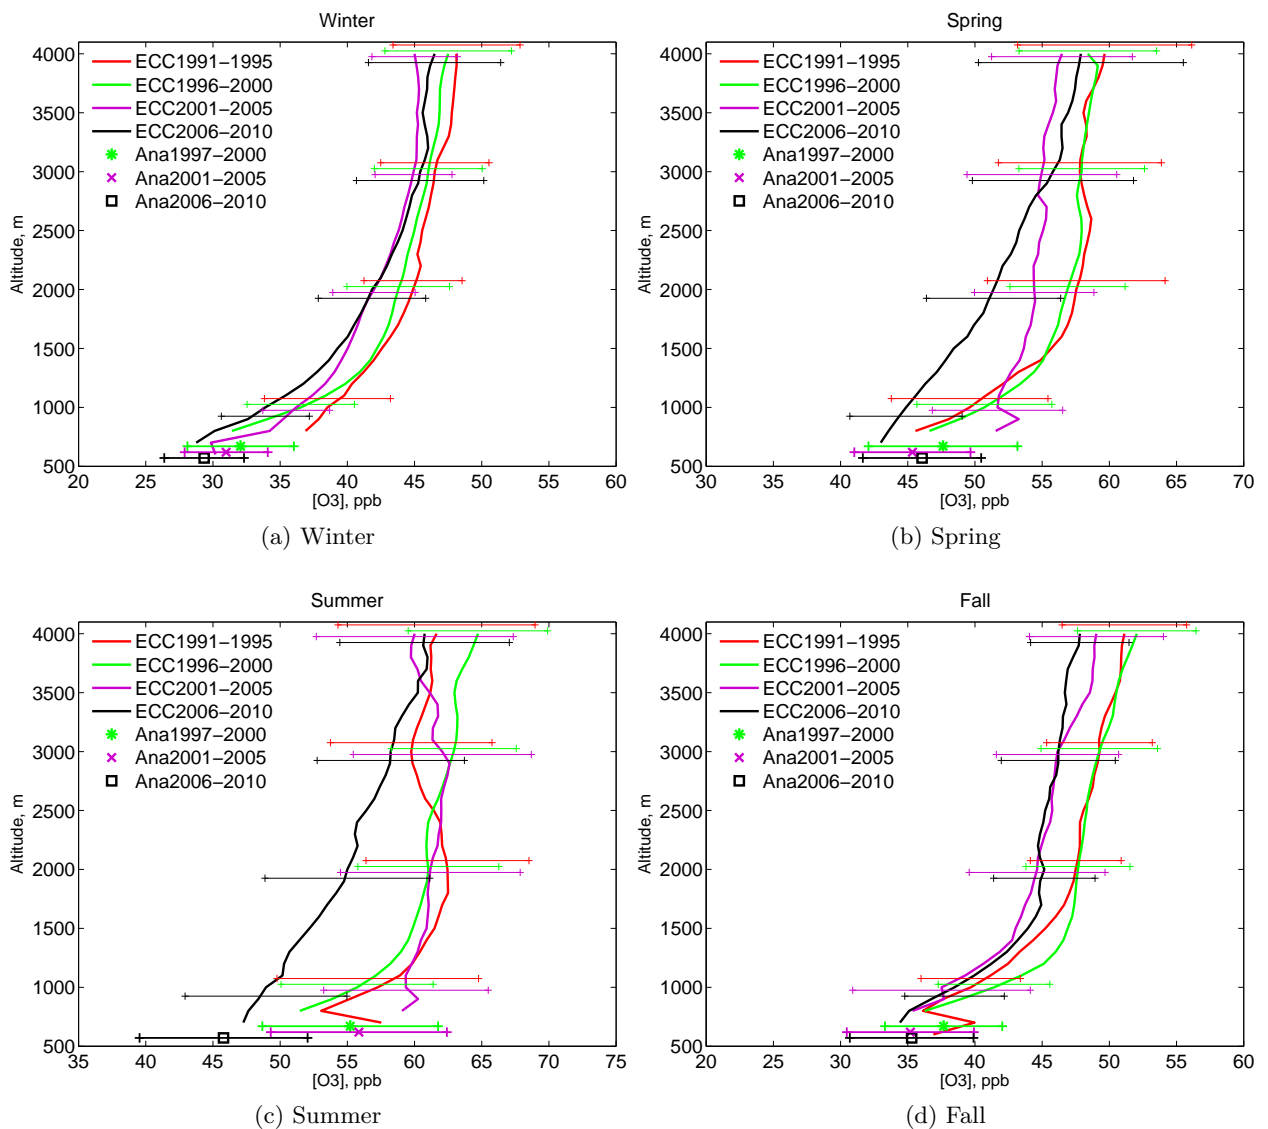 Winter
4000
3500
3000
2500
2000
1500
1000
500
Altitude, m
ECC1991−1995
ECC1996−2000
ECC2001−2005
ECC2006−2010
Ana1997−2000
Ana2001−2005
Ana2006−2010
20 25 30 35 40 45 50 55 60
[O3], ppb
(a) Winter
Spring
4000
3500
3000
2500
2000
1500
1000
500
Altitude, m
ECC1991−1995
ECC1996−2000
ECC2001−2005
ECC2006−2010
Ana1997−2000
Ana2001−2005
Ana2006−2010
30 35 40 45 50 55 60 65 70
[O3], ppb
(b) Spring
Summer
4000
3500
3000
2500
2000
1500
1000
500
Altitude, m
ECC1991−1995
ECC1996−2000
ECC2001−2005
ECC2006−2010
Ana1997−2000
Ana2001−2005
Ana2006−2010
35 40 45 50 55 60 65 70 75
[O3], ppb
(c) Summer
Fall
4000
3500
3000
2500
2000
1500
1000
500
Altitude, m
ECC1991−1995
ECC1996−2000
ECC2001−2005
ECC2006−2010
Ana1997−2000
Ana2001−2005
Ana2006−2010
20 25 30 35 40 45 50 55 60
[O3], ppb
(d) Fall